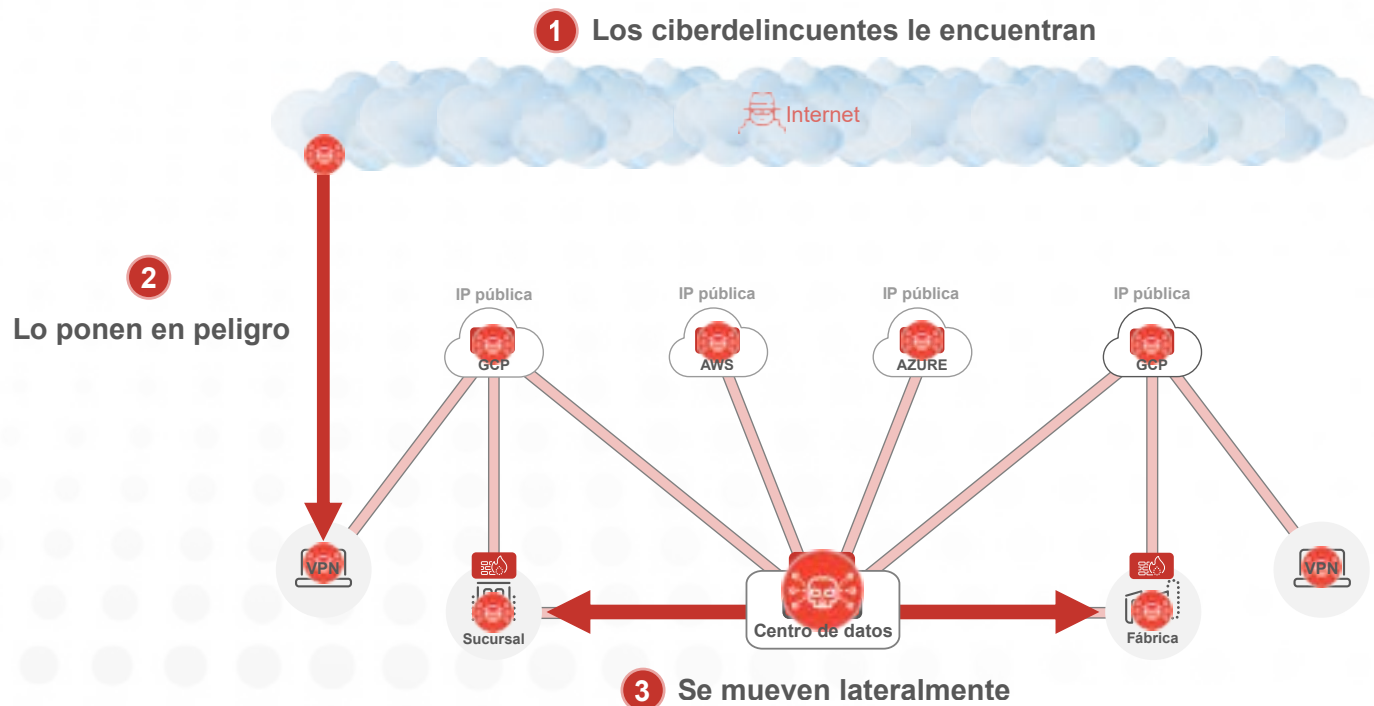 1 Los ciberdelincuentes le encuentran
Internet
2
Lo ponen en peligro
IP pública
IP pública
IP pública
IP pública
GCP
AWS
AZURE
GCP
VPN
VPN
Sucursal
Centro de datos
Fábrica
3 Se mueven lateralmente